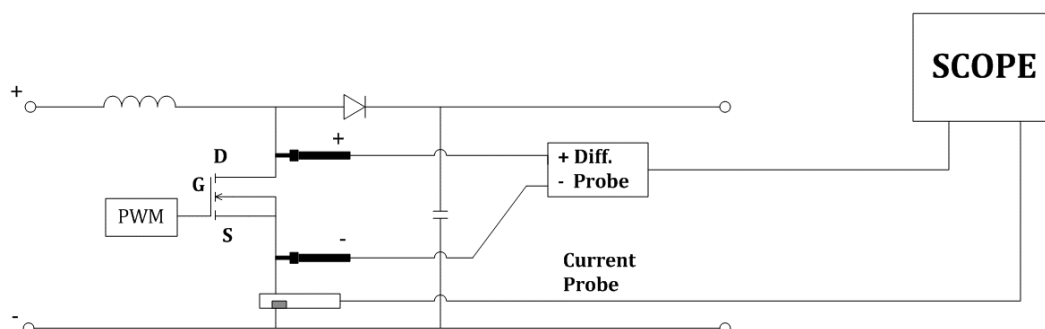 SCOPE
+
+
D
+ Diff.
- Probe
G
PWM
S
-
Current
Probe
-